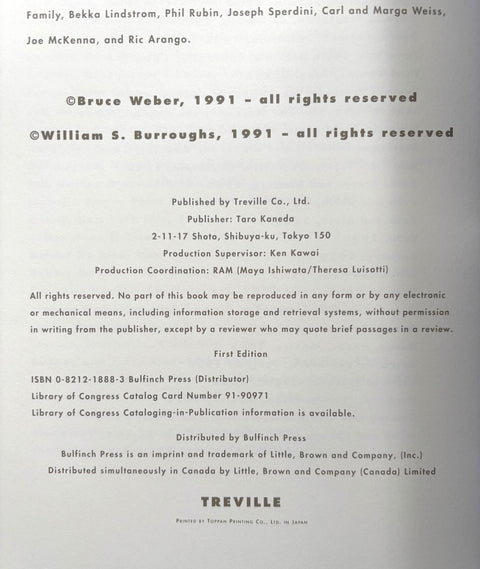 Family, Bekka Lindstrom, Phil Rubin, Joseph Sperdini, Carl and Marga Weiss,
Joe McKenna, and Ric Arango.
©Bruce Weber, 1991 – all rights reserved
©William S. Burroughs, 1991 – all rights reserved
Published by Treville Co., Ltd.
Publisher: Taro Kaneda
2-11-17 Shoto, Shibuya-ku, Tokyo 150
Production Supervisor: Ken Kawai
Production Coordination: RAM (Maya Ishiwata/Theresa Luisotti)
All rights reserved. No part of this book may be reproduced in any form or by any electronic
or mechanical means, including information storage and retrieval systems, without permission
in writing from the publisher, except by a reviewer who may quote brief passages in a review.
First Edition
ISBN 0-8212-1888-3 Bulfinch Press (Distributor)
Library of Congress Catalog Card Number 91-90971
Library of Congress Cataloging-in-Publication information is available.
Distributed by Bulfinch Press
Bulfinch Press is an imprint and trademark of Little, Brown and Company, (Inc.)
Distributed simultaneously in Canada by Little, Brown and Company (Canada) Limited
TREVILLE
Printed by Toppan Printing Co., Ltd. in Japan